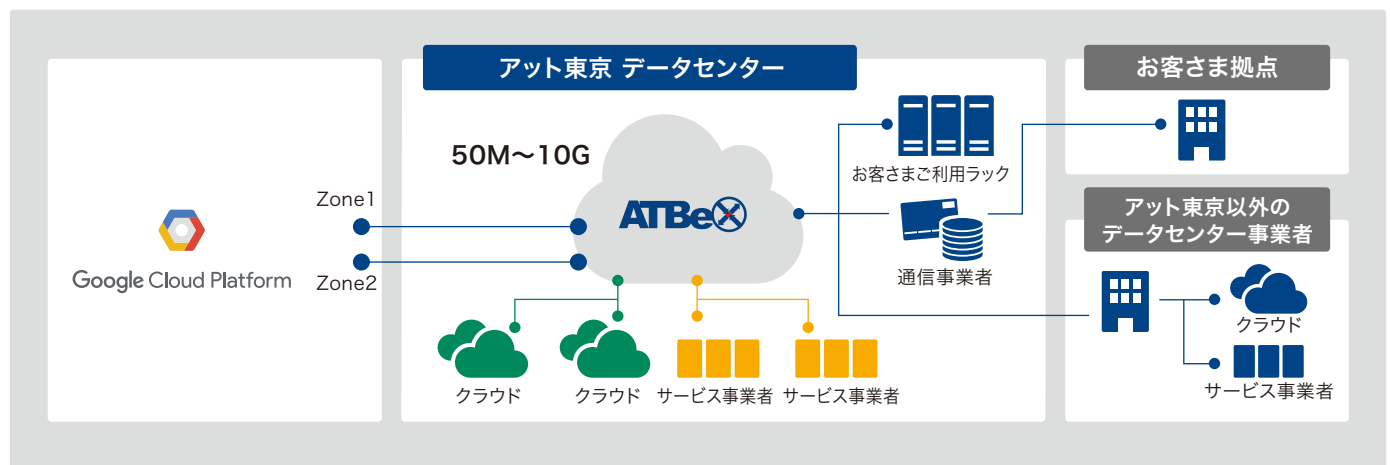 アット東京 データセンター
お客さま拠点
50M〜10G
お客さまご利用ラック
Zone1
ATBeX
アット東京以外の
データセンター事業者
Google Cloud Platform
Zone2
通信事業者
クラウド
クラウド
クラウド
サービス事業者
サービス事業者
サービス事業者